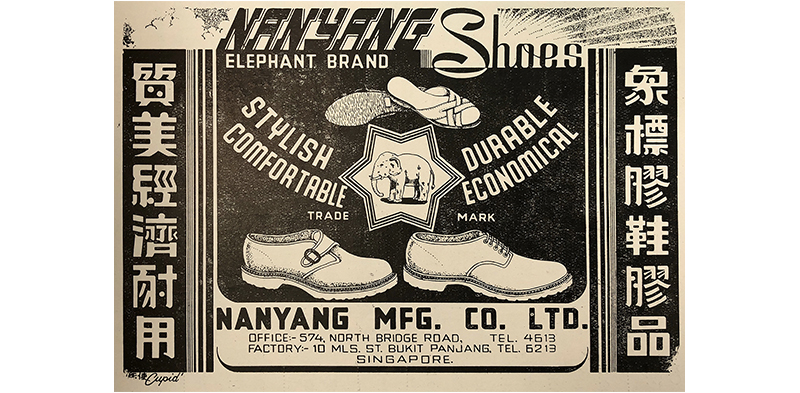 NANYANG Shoes
ELEPHANT BRAND
象標膠鞋膠品
質美經濟耐用
STYLISH
COMFORTABLE
DURABLE
ECONOMICAL
TRADE MARK
NANYANG MFG. CO. LTD.
OFFICE:- 574, NORTH BRIDGE ROAD, TEL. 4613
FACTORY:- 10 MLS. ST. BUKIT PANJANG, TEL. 6213
SINGAPORE.
Cupid